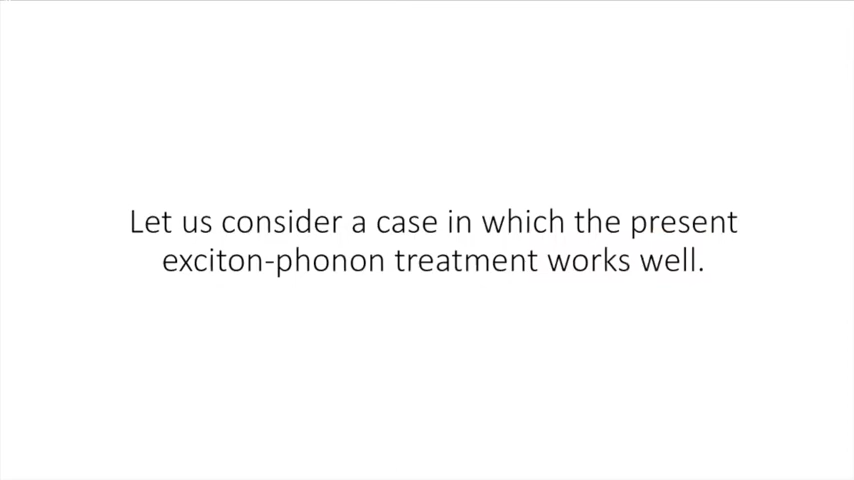 Let us consider a case in which the present
exciton-phonon treatment works well.